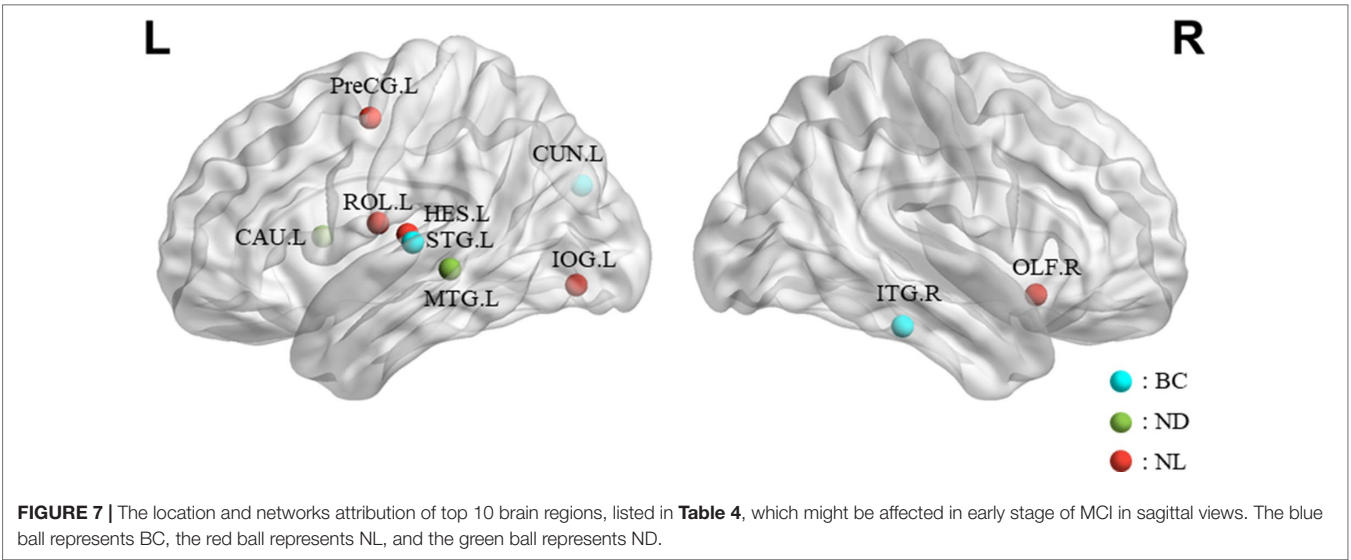 L
R
PreCG.L
CUN.L
ROL.L
HES.L
CAU.L
STG.L
IOG.L
MTG.L
OLF.R
ITG.R
: BC
: ND
: NL
FIGURE 7 | The location and networks attribution of top 10 brain regions, listed in Table 4, which might be affected in early stage of MCI in sagittal views. The blue
ball represents BC, the red ball represents NL, and the green ball represents ND.